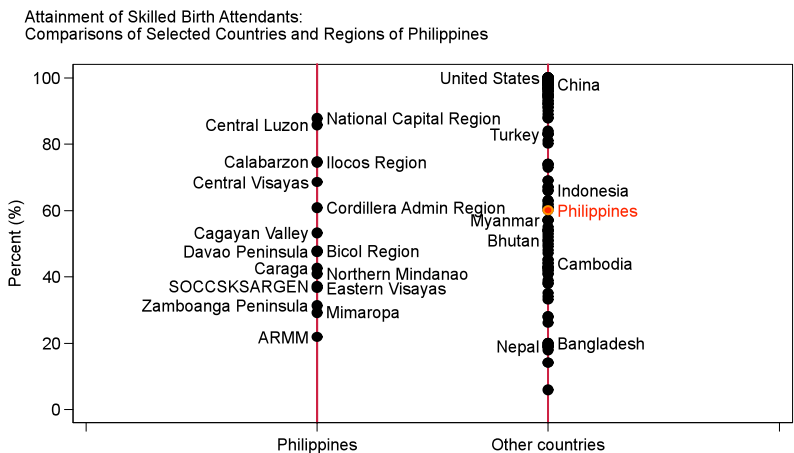 Attainment of Skilled Birth Attendants:
Comparisons of Selected Countries and Regions of Philippines
Percent (%)
100
80
60
40
20
0
National Capital Region
Central Luzon
Calabarzon
Ilocos Region
Central Visayas
Cordillera Admin Region
Cagayan Valley
Davao Peninsula
Bicol Region
Caraga
Northern Mindanao
SOCCSKSARGEN
Eastern Visayas
Zamboanga Peninsula
Mimaropa
ARMM
United States
China
Turkey
Indonesia
Philippines
Myanmar
Bhutan
Cambodia
Nepal
Bangladesh
Philippines
Other countries